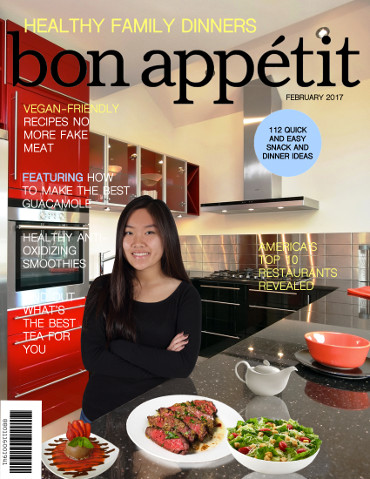 HEALTHY FAMILY DINNERS
bon appétit
FEBRUARY 2017
VEGAN-FRIENDLY
RECIPES NO
MORE FAKE
MEAT
112 QUICK
AND EASY
SNACK AND
DINNER IDEAS
FEATURING HOW
TO MAKE THE BEST
GUACAMOLE
HEALTHY ANTI-
OXIDIZING
SMOOTHIES
AMERICA'S
TOP 10
RESTAURANTS
REVEALED
WHAT'S
THE BEST
TEA FOR
YOU